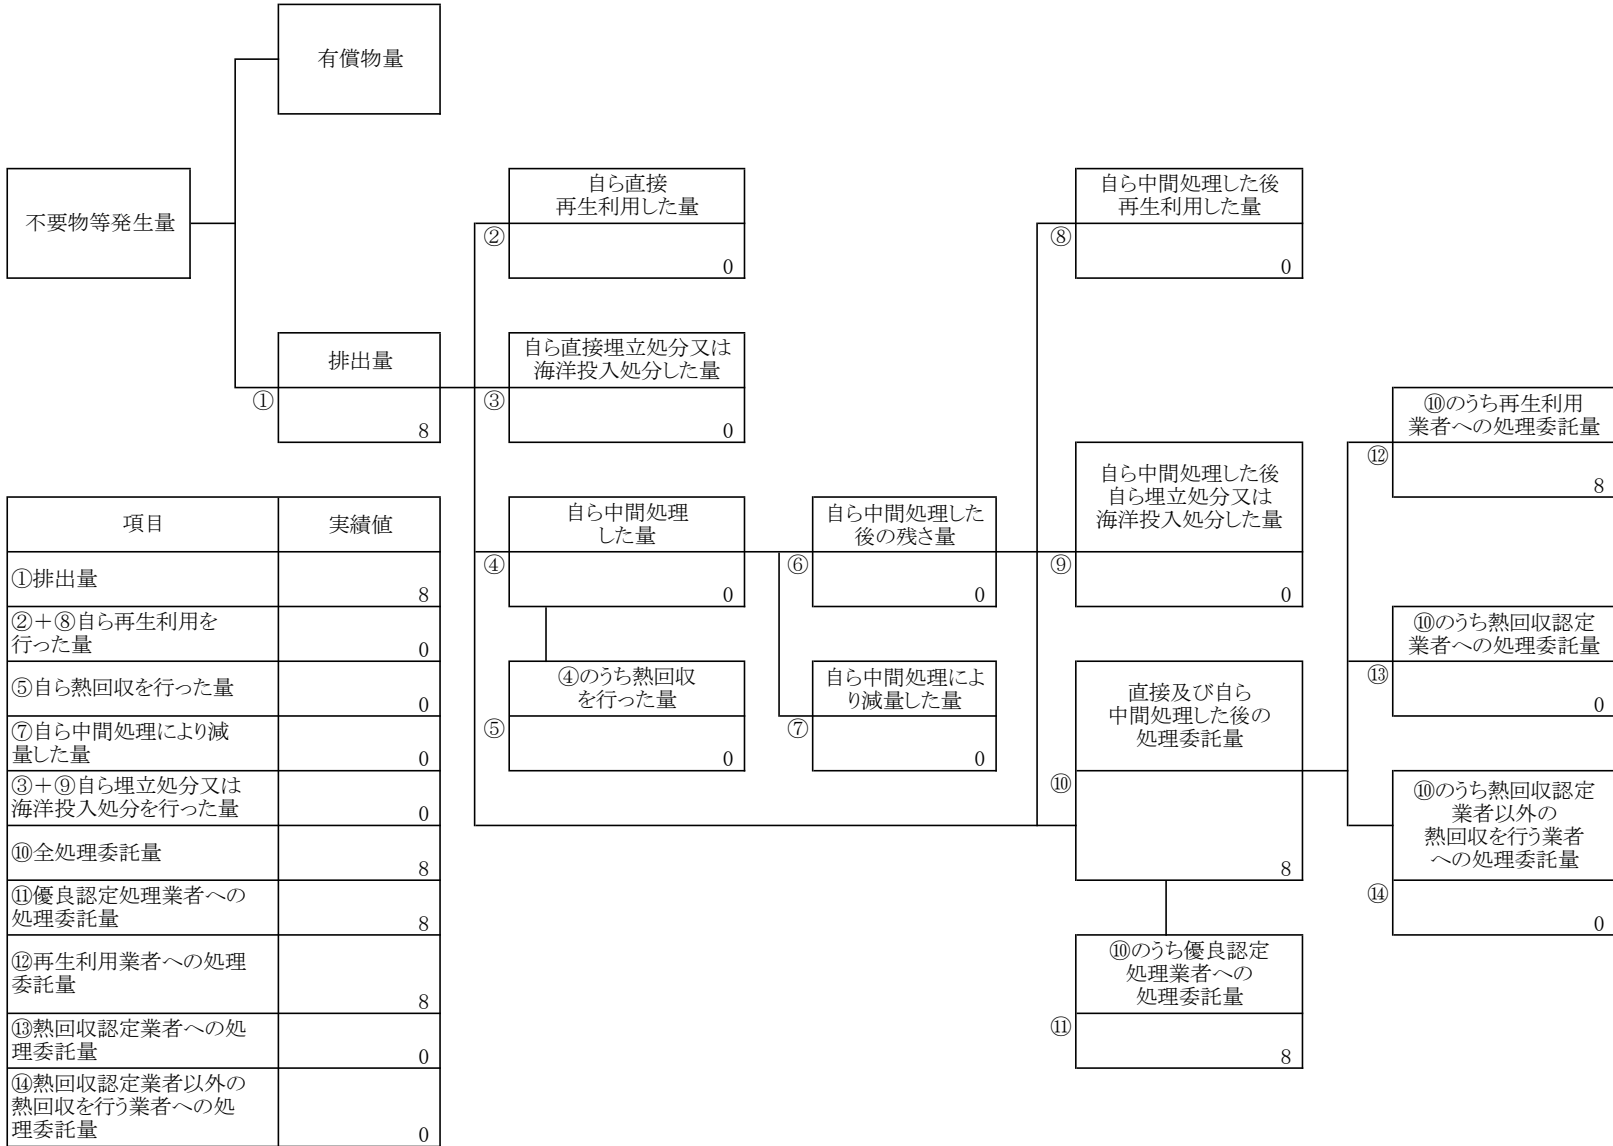 有償物量
不要物等発生量
自ら直接
再生利用した量
②
0
自ら中間処理した後
再生利用した量
⑧
0
排出量
①
8
自ら直接埋立処分又は
海洋投入処分した量
③
0
⑩のうち再生利用
業者への処理委託量
⑫
8
自ら中間処理
した量
④
0
自ら中間処理した
後の残さ量
⑥
0
自ら中間処理した後
自ら埋立処分又は
海洋投入処分した量
⑨
0
⑩のうち熱回収認定
業者への処理委託量
⑬
0
④のうち熱回収
を行った量
⑤
0
自ら中間処理によ
り減量した量
⑦
0
直接及び自ら
中間処理した後の
処理委託量
⑩
8
⑩のうち熱回収認定
業者以外の
熱回収を行う業者
への処理委託量
⑭
0
⑩のうち優良認定
処理業者への
処理委託量
⑪
8
項目 実績値
①排出量
8
②＋⑧自ら再生利用を
行った量 0
⑤自ら熱回収を行った量
0
⑦自ら中間処理により減
量した量 0
③＋⑨自ら埋立処分又は
海洋投入処分を行った量 0
⑩全処理委託量
8
⑪優良認定処理業者への
処理委託量 8
⑫再生利用業者への処理
委託量
8
⑬熱回収認定業者への処
理委託量 0
⑭熱回収認定業者以外の
熱回収を行う業者への処
理委託量 0